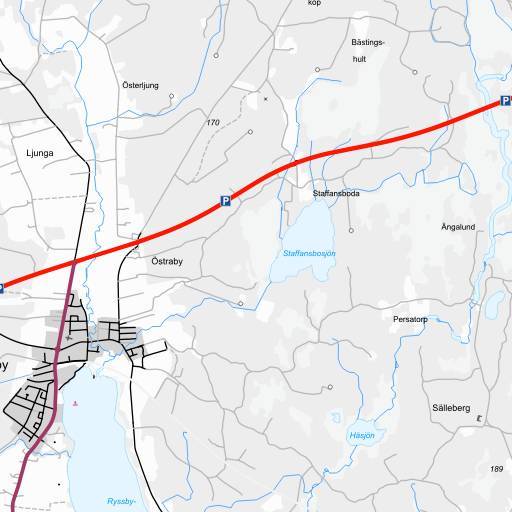 köp
Bästings-
hult
P
Österljung
170
Ljunga
Staffansboda
P
Ängalund
Östraby
Staffansbosjön
Persatorp
by
Sälleberg
Häsjön
189
Ryssby-